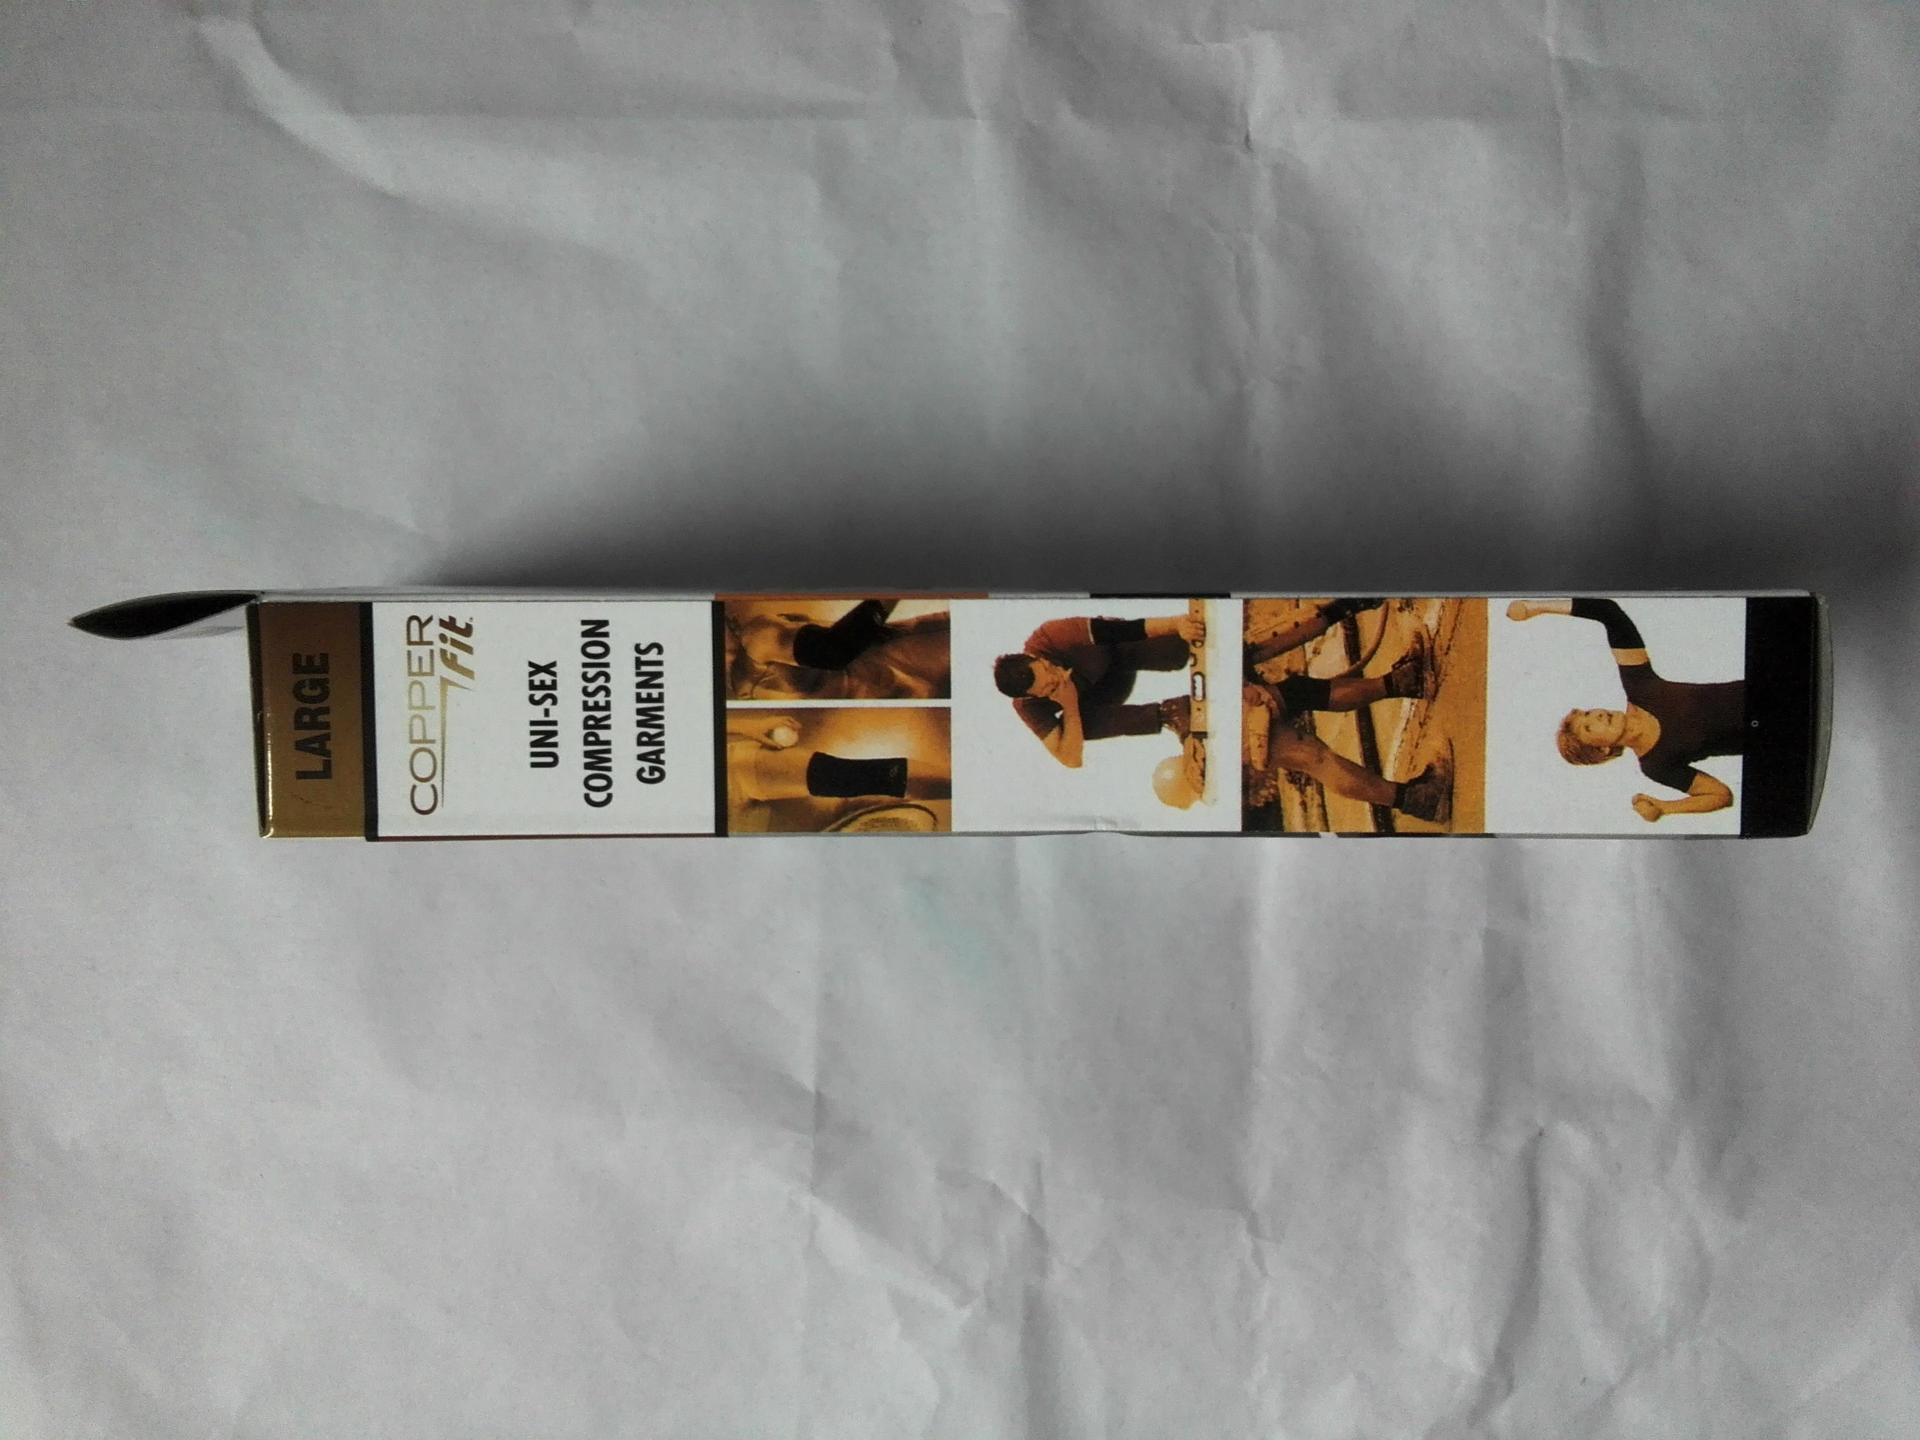 LARGE
COPPER
fit
UNI-SEX
COMPRESSION
GARMENTS